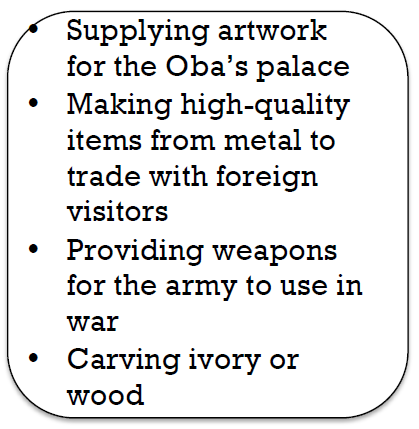 • Supplying artwork
for the Oba's palace
• Making high-quality
items from metal to
trade with foreign
visitors
• Providing weapons
for the army to use in
war
• Carving ivory or
wood